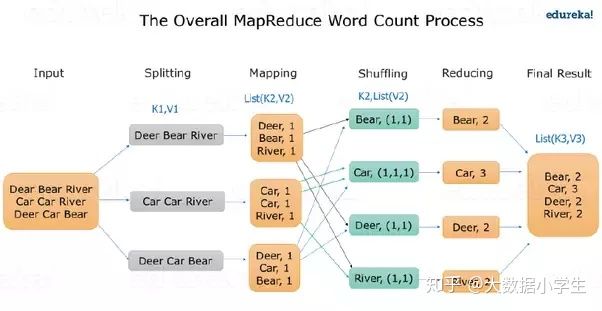 The Overall MapReduce Word Count Process
edureka!
Input
Splitting
Mapping
Shuffling
Reducing
Final Result
K1,V1
List(K2,V2)
K2,List(V2)
List(K3,V3)
Dear Bear River
Car Car River
Deer Car Bear
Deer Bear River
Car Car River
Deer Car Bear
Deer, 1
Bear, 1
River, 1
Car, 1
Car, 1
River, 1
Deer, 1
Car, 1
Bear, 1
Bear, (1,1)
Car, (1,1,1)
Deer, (1,1)
River, (1,1)
Bear, 2
Car, 3
Deer, 2
River, 2
Bear, 2
Car, 3
Deer, 2
River, 2
知乎 @大数据小学生